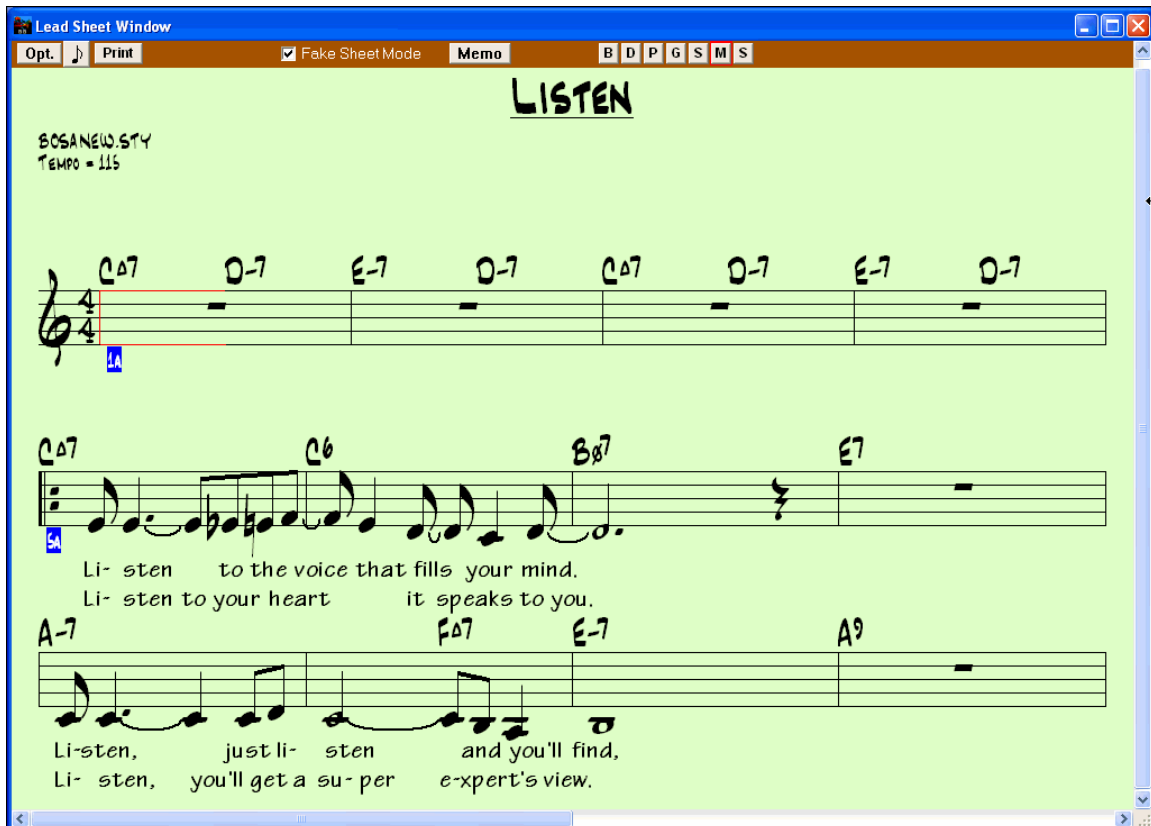 Lead Sheet Window
Opt. Print Fake Sheet Mode Memo B D P G S M S
LISTEN
BOSANEW.STY
TEMPO = 115
CΔ7 D-7 E-7 D-7 CΔ7 D-7 E-7 D-7
4
4
1A
CΔ7 C6 Bø7 E7
5A
Li- sten to the voice that fills your mind.
Li- sten to your heart it speaks to you.
A-7 FΔ7 E-7 A9
Li-sten, just li- sten and you'll find,
Li- sten, you'll get a su- per e-xpert's view.